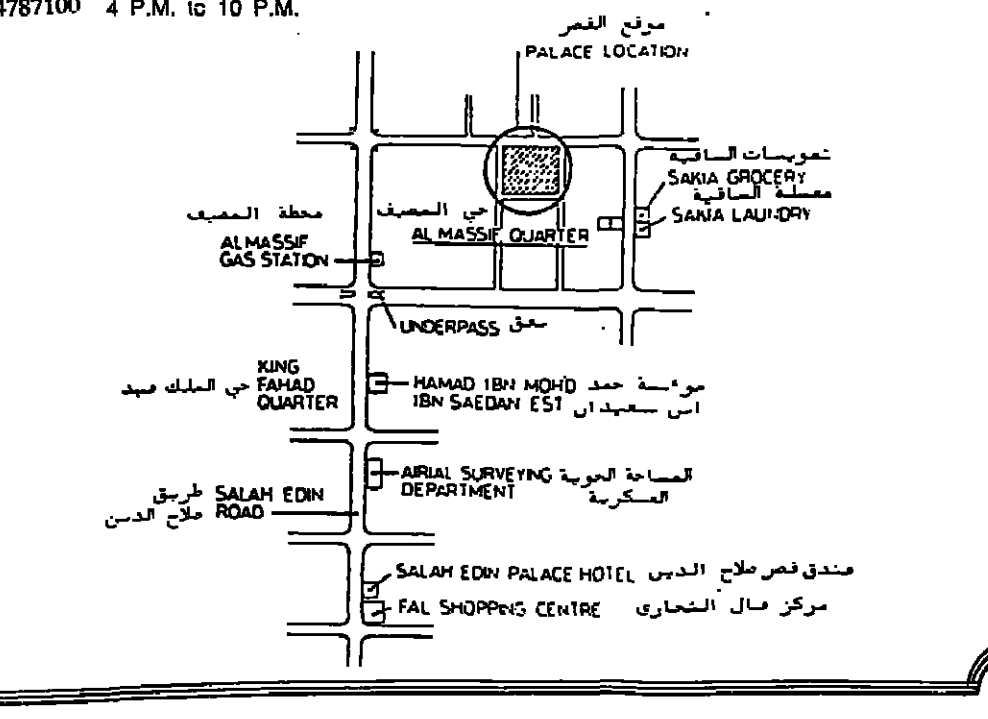 4787100 4 P.M. to 10 P.M.
موقع القصر
PALACE LOCATION
تموينات الساقية
SAKIA GROCERY
مغسلة الساقية
SAKIA LAUNDRY
محطة المصيف
AL MASSIF
GAS STATION
حي المصيف
AL MASSIF QUARTER
UNDERPASS نفق
حي الملك فهد
KING
FAHAD
QUARTER
HAMAD IBN MOH'D مؤسسة حمد
IBN SAEDAN EST ابن سعيدان
AIRIAL SURVEYING المساحة الجوية
DEPARTMENT العسكرية
طريق SALAH EDIN
صلاح الدين ROAD
SALAH EDIN PALACE HOTEL فندق قصر صلاح الدين
FAL SHOPPING CENTRE مركز فال التجاري